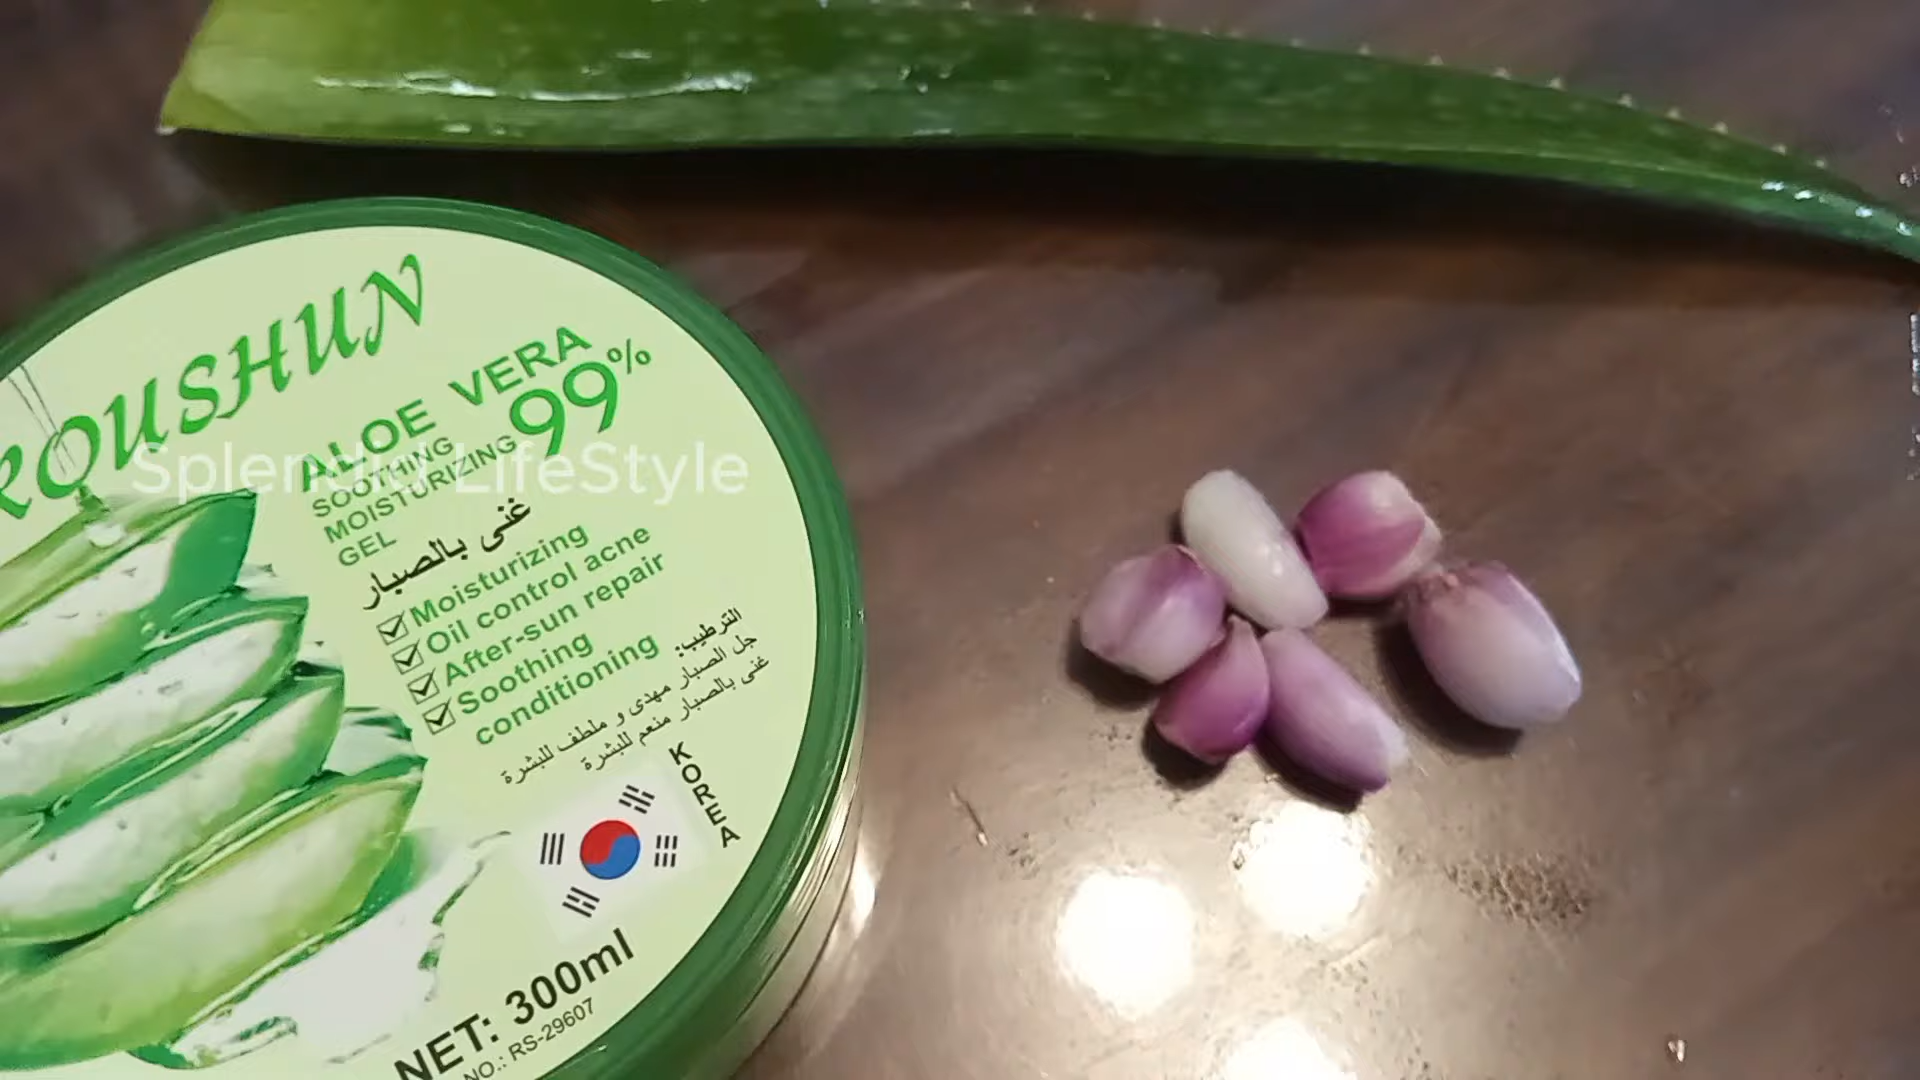 ROUSHUN
ALOE VERA
99%
SOOTHING
MOISTURIZING
GEL
Splendid LifeStyle
غنى بالصبار
Moisturizing
Oil control acne
After-sun repair
Soothing
conditioning
الترطيب:
جل الصبار مهدى و ملطف للبشرة
غنى بالصبار منعم للبشرة
KOREA
NET: 300ml
NO.: RS-29607